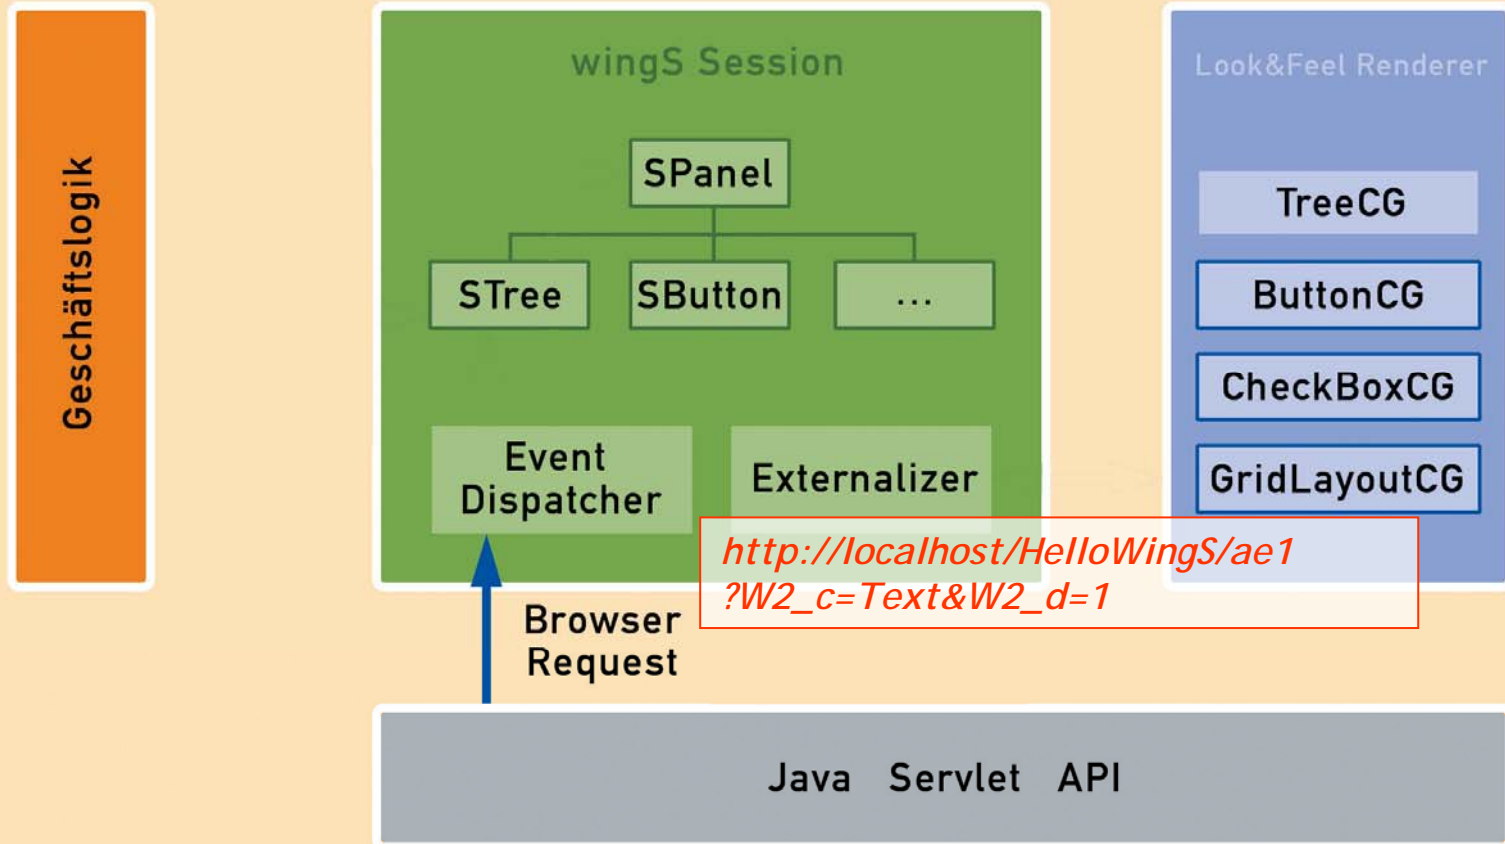 Geschäftslogik
wingS Session
SPanel
STree
SButton
...
Event
Dispatcher
Externalizer
Look&Feel Renderer
TreeCG
ButtonCG
CheckBoxCG
GridLayoutCG
http://localhost/HelloWingS/ae1
?W2_c=Text&W2_d=1
Browser
Request
Java Servlet API